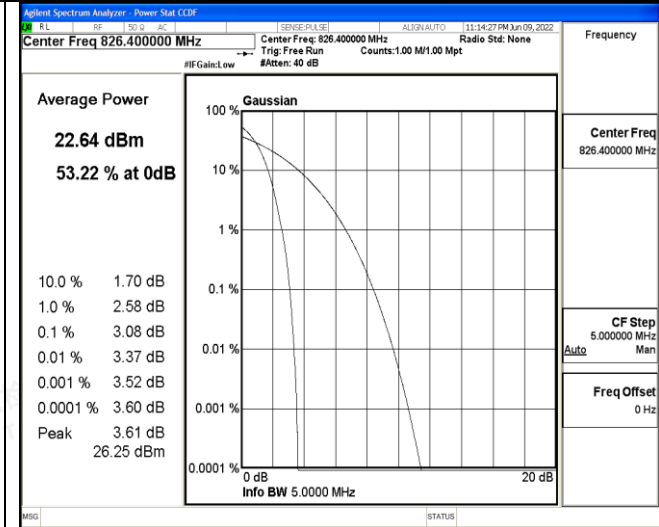 Agilent Spectrum Analyzer - Power Stat CCDF
RL RF 50 Ω AC SENSE:PULSE ALIGN AUTO 11:14:27 PM Jun 09, 2022
Center Freq 826.400000 MHz
Center Freq: 826.400000 MHz Radio Std: None
Trig: Free Run Counts:1.00 M/1.00 Mpt
#IFGain:Low #Atten: 40 dB
Frequency
Average Power
22.64 dBm
53.22 % at 0dB
10.0 % 1.70 dB
1.0 % 2.58 dB
0.1 % 3.08 dB
0.01 % 3.37 dB
0.001 % 3.52 dB
0.0001 % 3.60 dB
Peak 3.61 dB
26.25 dBm
Gaussian
100 %
10 %
1 %
0.1 %
0.01 %
0.001 %
0.0001 %
0 dB 20 dB
Info BW 5.0000 MHz
Center Freq
826.400000 MHz
CF Step
5.000000 MHz
Auto Man
Freq Offset
0 Hz
MSG STATUS